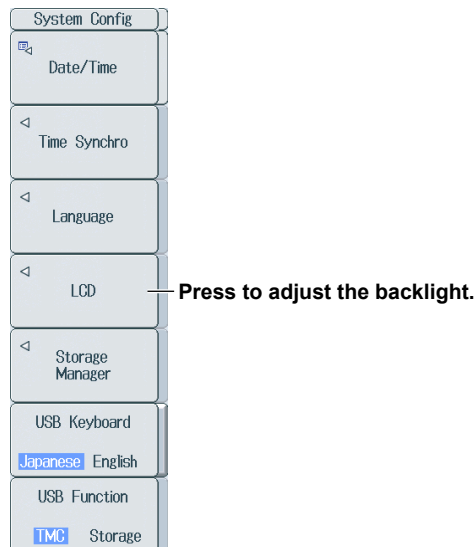 System Config
Date/Time
Time Synchro
Language
LCD
Press to adjust the backlight.
Storage
Manager
USB Keyboard
Japanese English
USB Function
TMC Storage